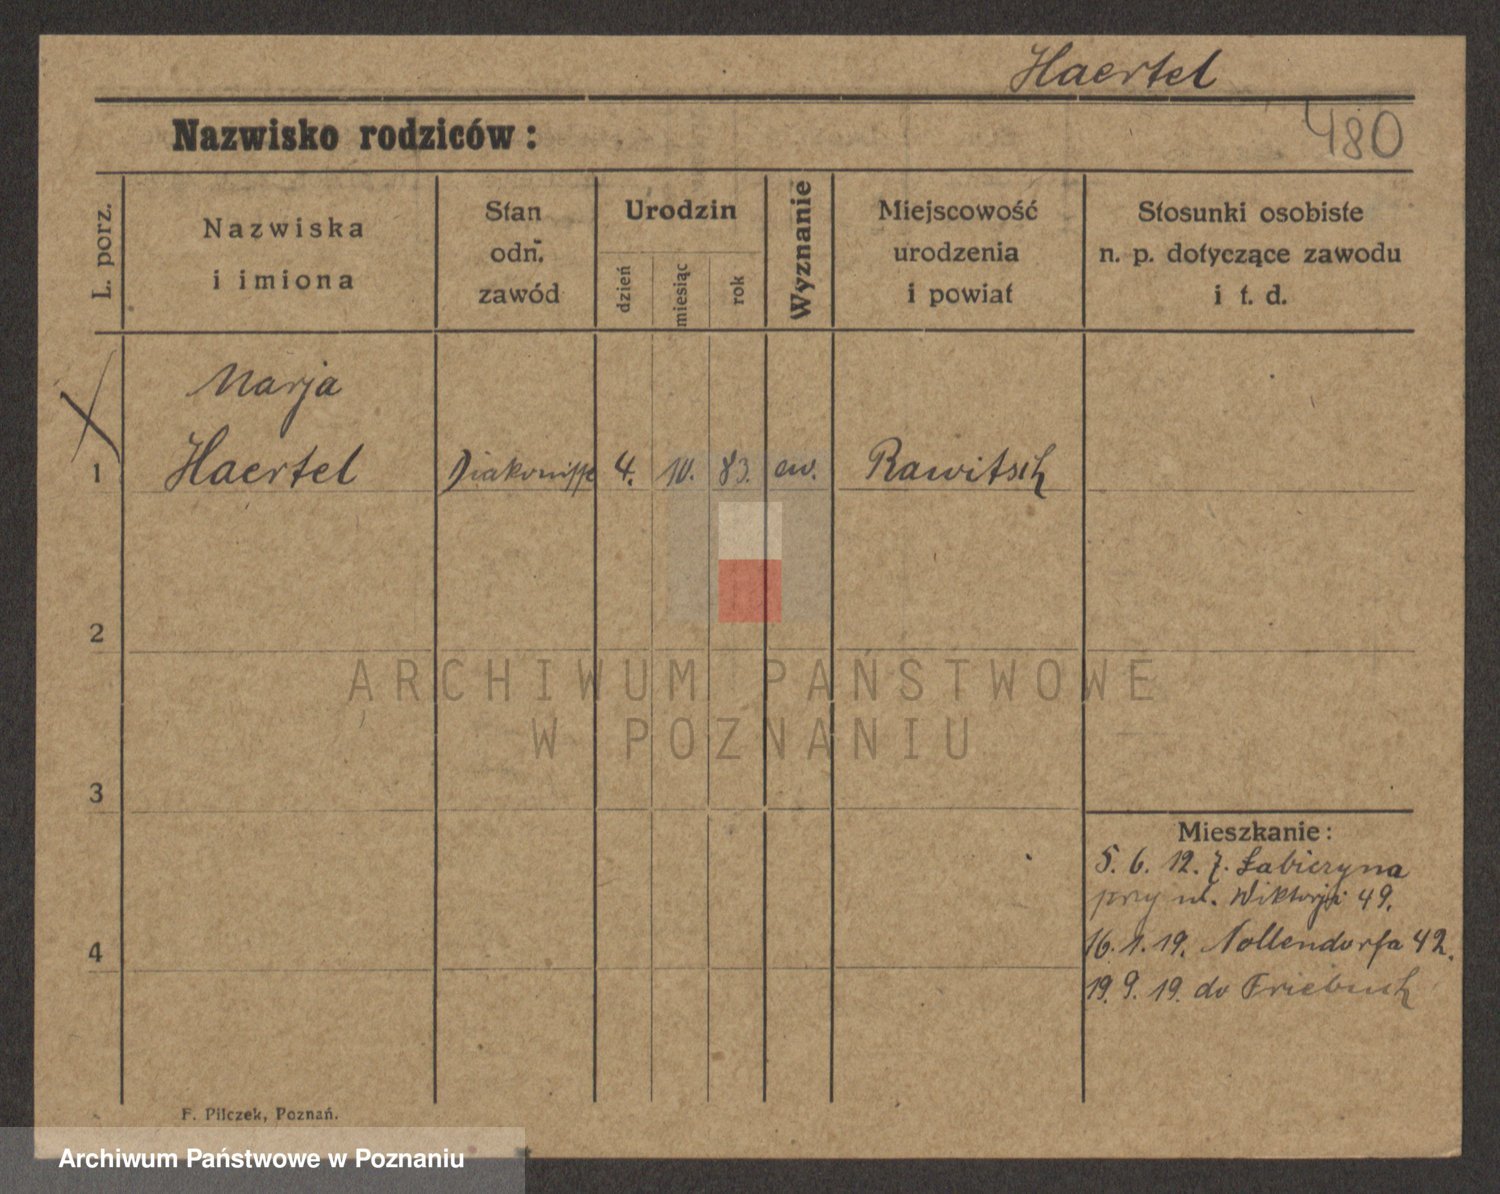 Haertel
480
Nazwisko rodziców:
L. porz.
Nazwiska
i imiona
Stan
odn.
zawód
Urodzin
dzień
miesiąc
rok
Wyznanie
Miejscowość
urodzenia
i powiat
Stosunki osobiste
n. p. dotyczące zawodu
i t. d.
Marja
1 Haertel Diakonisse 4. 10. 83. ew. Rawitsch
2
ARCHIWUM PAŃSTWOWE
W POZNANIU
3
Mieszkanie:
5. 6. 12. z. Łabiszyna
przy ul. Wiktorji 49.
4
16. 1. 19. Nollendorfa 42.
19. 9. 19. do Triebusch
F. Pilczek, Poznań.
Archiwum Państwowe w Poznaniu